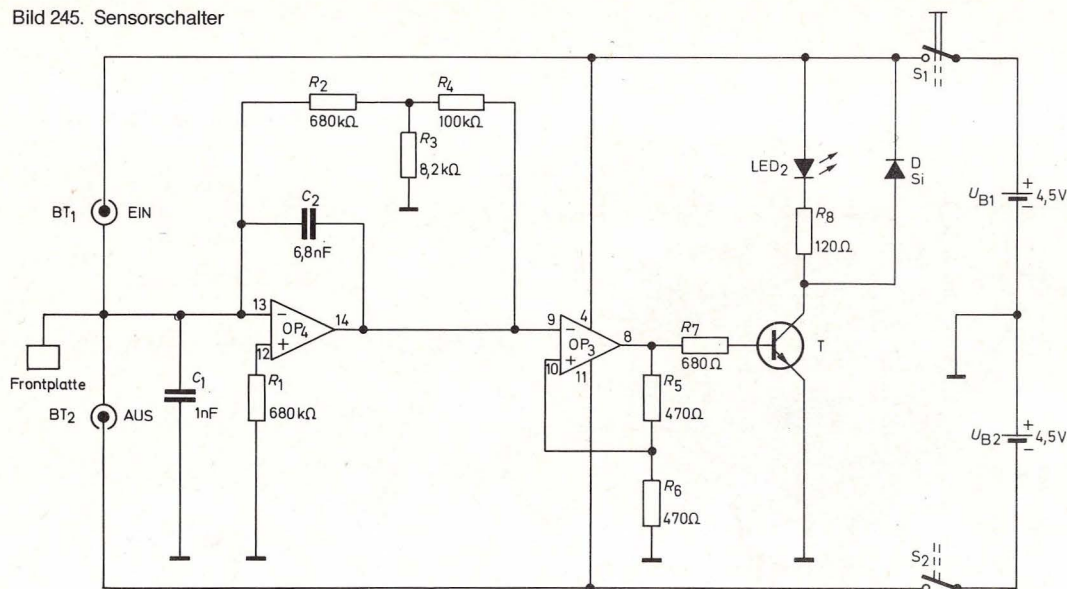 Bild 245. Sensorschalter
S₁
R₂
680kΩ
R₄
100kΩ
R₃
8,2kΩ
LED₂
D
Si
U_B1
+
4,5V
−
BT₁
EIN
C₂
6,8nF
R₈
120Ω
13
−
OP₄
14
+
12
9
−
4
OP₃
8
+
10
11
R₇
680Ω
T
Frontplatte
BT₂
AUS
C₁
1nF
R₁
680kΩ
R₅
470Ω
U_B2
+
4,5V
−
R₆
470Ω
S₂